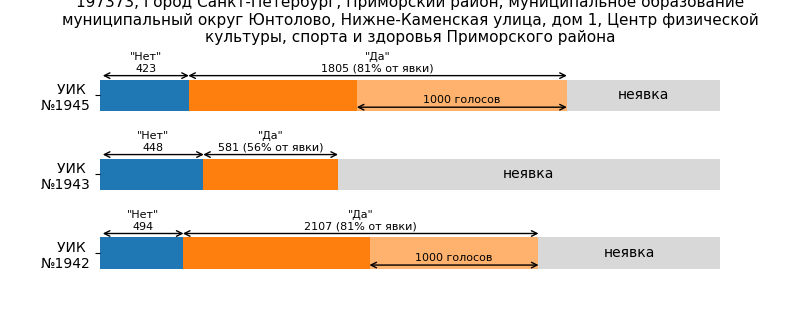 197373, Город Санкт-Петербург, Приморский район, муниципальное образование
муниципальный округ Юнтолово, Нижне-Каменская улица, дом 1, Центр физической
культуры, спорта и здоровья Приморского района
"Нет"
423
"Да"
1805 (81% от явки)
УИК
№1945
1000 голосов
неявка
"Нет"
448
"Да"
581 (56% от явки)
УИК
№1943
неявка
"Нет"
494
"Да"
2107 (81% от явки)
УИК
№1942
1000 голосов
неявка